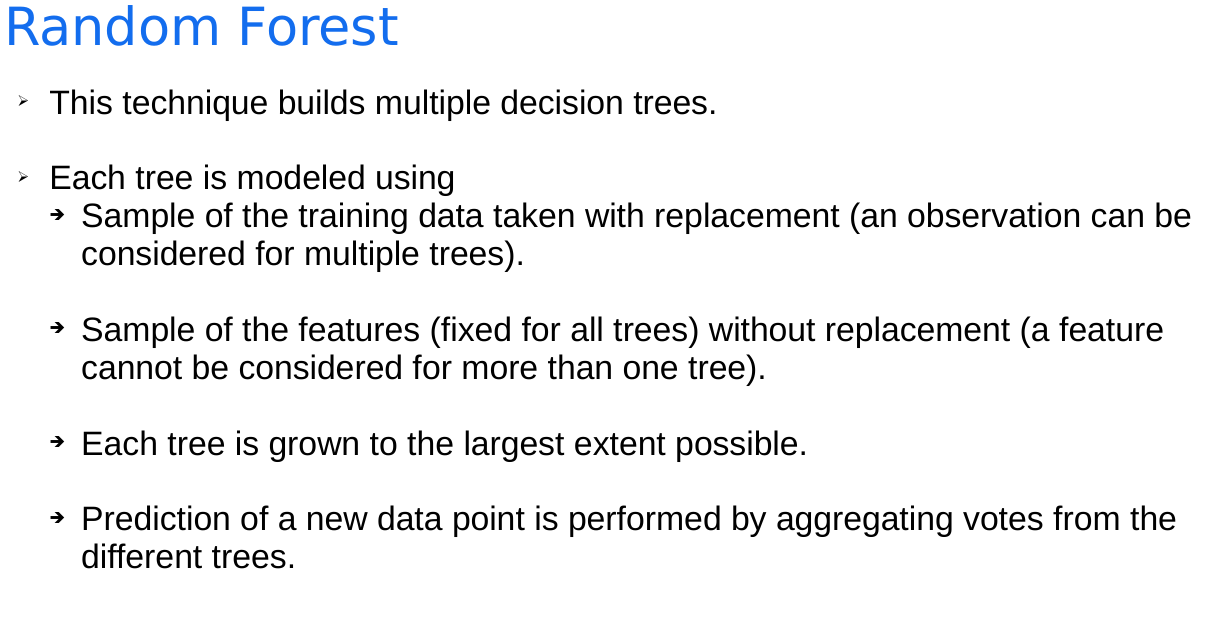 Random Forest
➢ This technique builds multiple decision trees.
➢ Each tree is modeled using
➔ Sample of the training data taken with replacement (an observation can be
considered for multiple trees).
➔ Sample of the features (fixed for all trees) without replacement (a feature
cannot be considered for more than one tree).
➔ Each tree is grown to the largest extent possible.
➔ Prediction of a new data point is performed by aggregating votes from the
different trees.